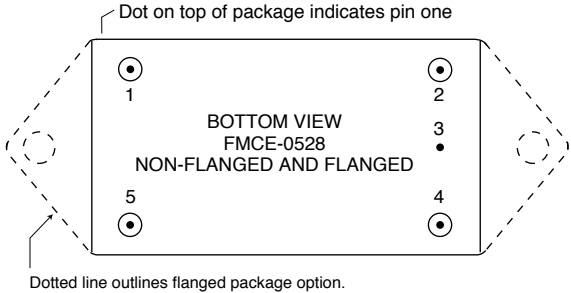 Dot on top of package indicates pin one
1
2
BOTTOM VIEW
3
FMCE-0528
NON-FLANGED AND FLANGED
5
4
Dotted line outlines flanged package option.